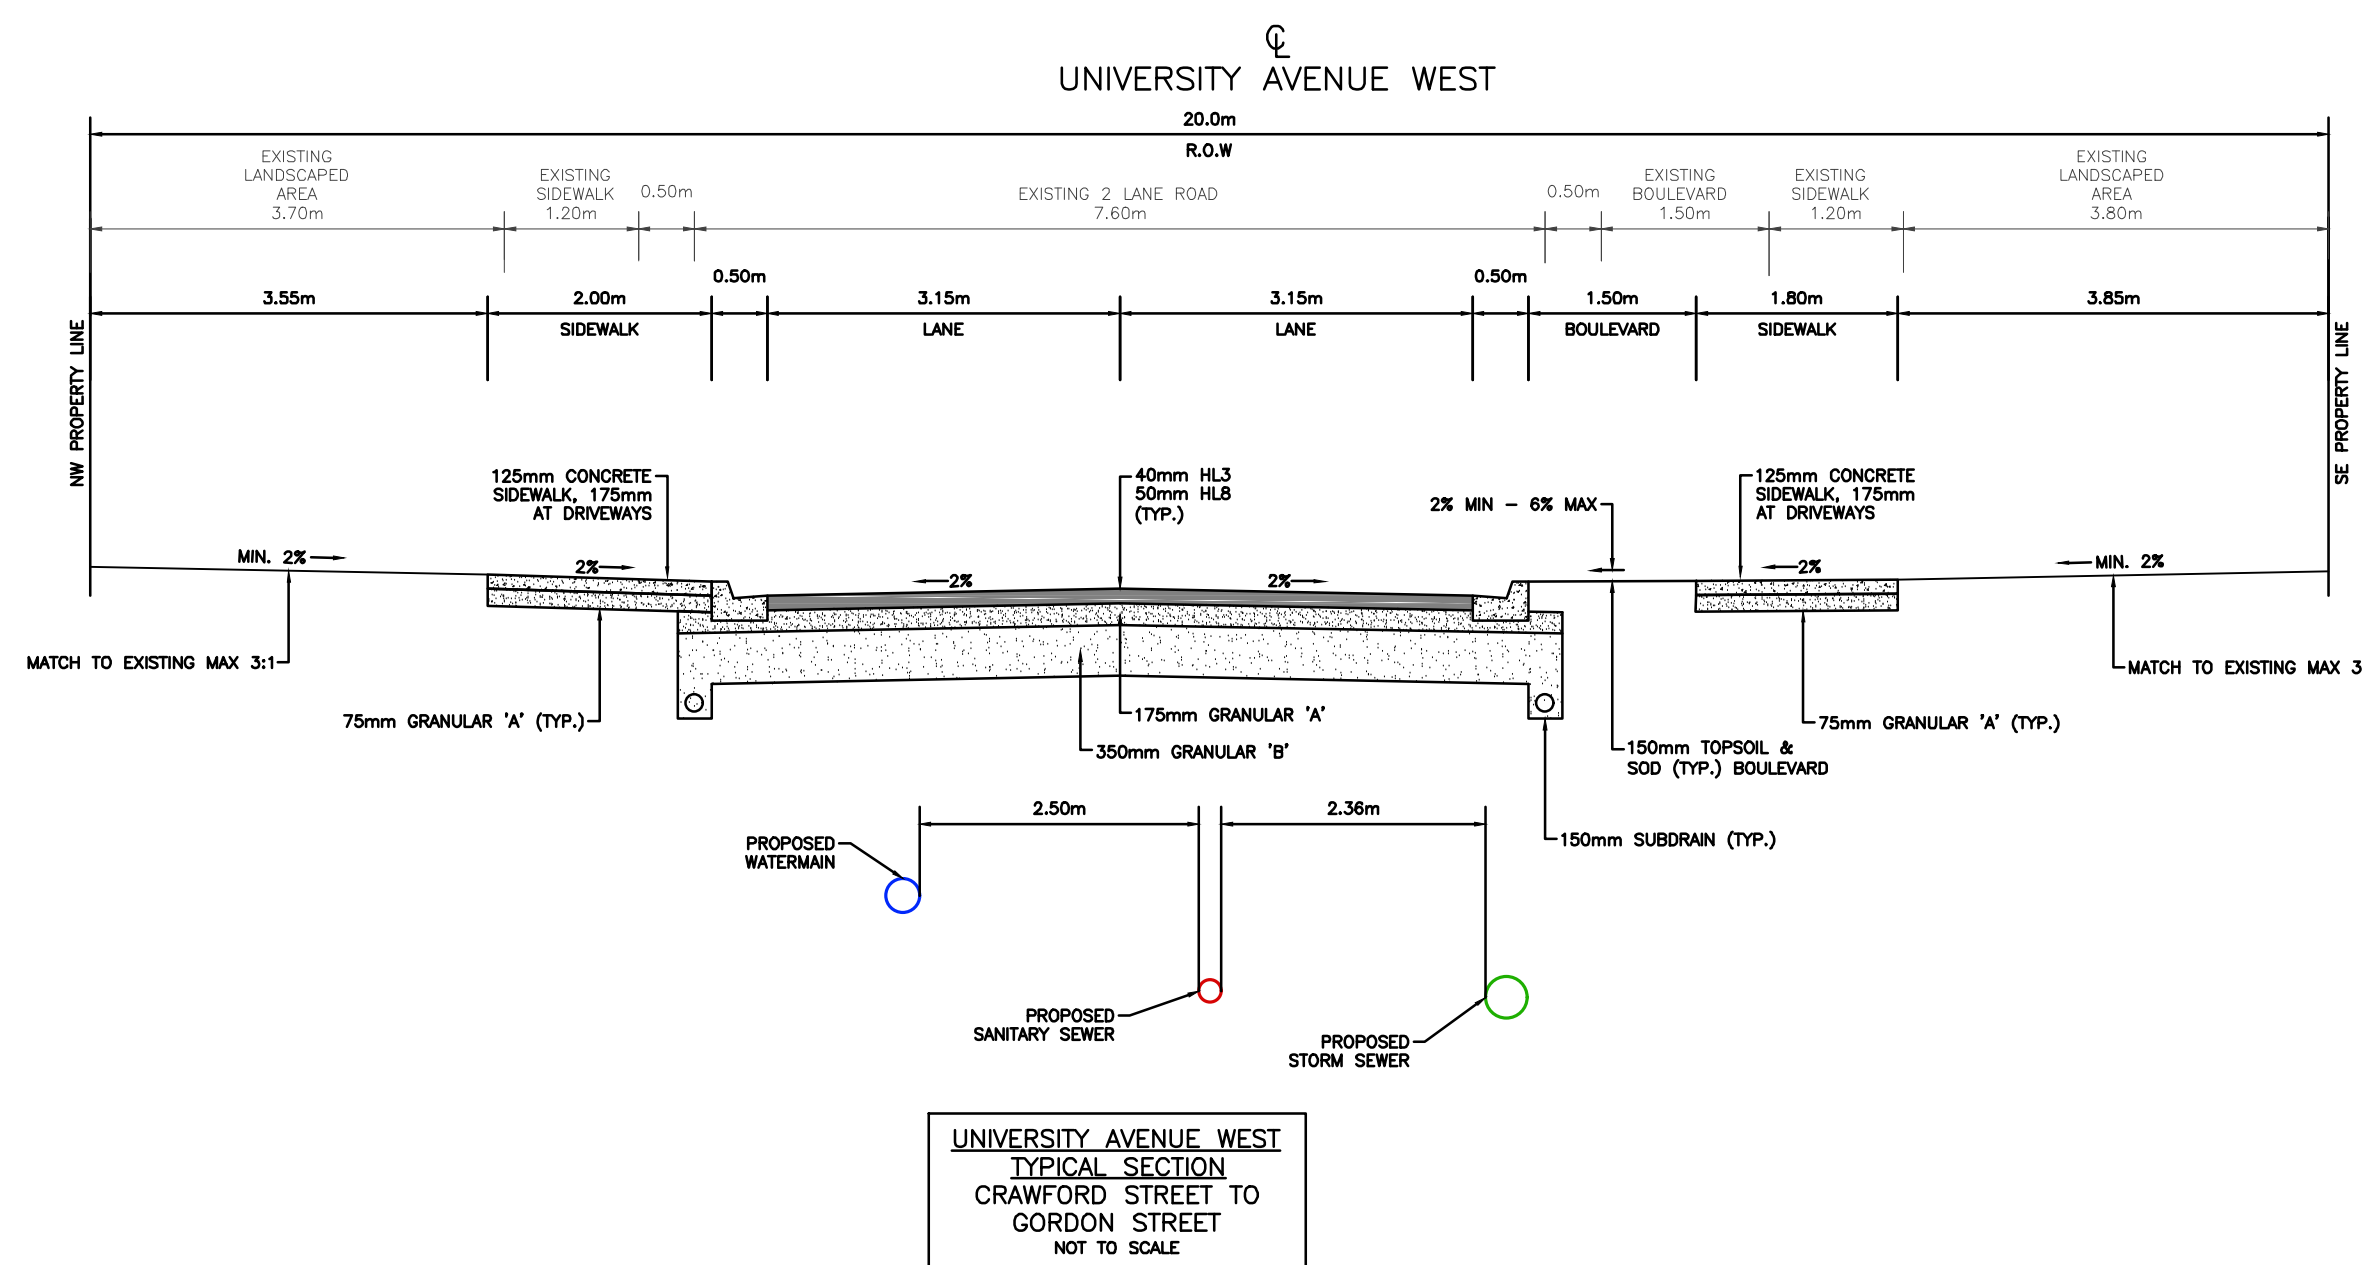 ℄
UNIVERSITY AVENUE WEST
20.0m
R.O.W
EXISTING
LANDSCAPED
AREA
3.70m
EXISTING
SIDEWALK
1.20m
0.50m
EXISTING 2 LANE ROAD
7.60m
0.50m
EXISTING
BOULEVARD
1.50m
EXISTING
SIDEWALK
1.20m
EXISTING
LANDSCAPED
AREA
3.80m
3.55m
2.00m
SIDEWALK
0.50m
3.15m
LANE
3.15m
LANE
0.50m
1.50m
BOULEVARD
1.80m
SIDEWALK
3.85m
NW PROPERTY LINE
SE PROPERTY LINE
125mm CONCRETE
SIDEWALK, 175mm
AT DRIVEWAYS
40mm HL3
50mm HL8
(TYP.)
2% MIN - 6% MAX
125mm CONCRETE
SIDEWALK, 175mm
AT DRIVEWAYS
MIN. 2%
2%
2%
2%
2%
MIN. 2%
MATCH TO EXISTING MAX 3:1
MATCH TO EXISTING MAX 3
75mm GRANULAR 'A' (TYP.)
175mm GRANULAR 'A'
350mm GRANULAR 'B'
75mm GRANULAR 'A' (TYP.)
150mm TOPSOIL &
SOD (TYP.) BOULEVARD
150mm SUBDRAIN (TYP.)
2.50m
2.36m
PROPOSED
WATERMAIN
PROPOSED
SANITARY SEWER
PROPOSED
STORM SEWER
UNIVERSITY AVENUE WEST
TYPICAL SECTION
CRAWFORD STREET TO
GORDON STREET
NOT TO SCALE